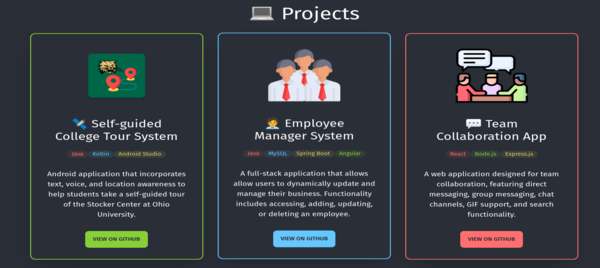 💻 Projects
🛰️ Self-guided
College Tour System
Java Kotlin Android Studio
Android application that incorporates
text, voice, and location awareness to
help students take a self-guided tour
of the Stocker Center at Ohio
University.
VIEW ON GITHUB
🧑‍💼 Employee
Manager System
Java MySQL Spring Boot Angular
A full-stack application that allows
allow users to dynamically update and
manage their business. Functionality
includes accessing, adding, updating,
or deleting an employee.
VIEW ON GITHUB
💬 Team
Collaboration App
React Node.js Express.js
A web application designed for team
collaboration, featuring direct
messaging, group messaging, chat
channels, GIF support, and search
functionality.
VIEW ON GITHUB